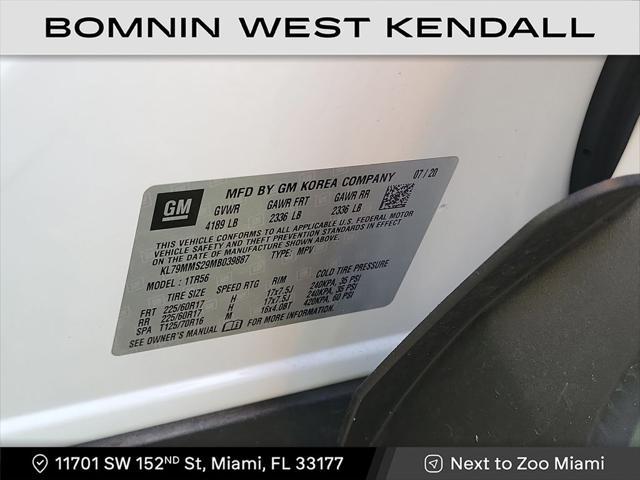 BOMNIN WEST KENDALL
GM
MFD BY GM KOREA COMPANY 07/20
GVWR GAWR FRT GAWR RR
4189 LB 2336 LB 2336 LB
THIS VEHICLE CONFORMS TO ALL APPLICABLE U.S. FEDERAL MOTOR
VEHICLE SAFETY AND THEFT PREVENTION STANDARDS IN EFFECT
ON THE DATE OF MANUFACTURE SHOWN ABOVE.
KL79MMS29MB039887 TYPE: MPV
MODEL : 1TR56
TIRE SIZE SPEED RTG RIM COLD TIRE PRESSURE
FRT 225/60R17 H 17x7.5J 240KPA, 35 PSI
RR 225/60R17 H 17x7.5J 240KPA, 35 PSI
SPA T125/70R16 M 16x4.0BT 420KPA, 60 PSI
SEE OWNER'S MANUAL FOR MORE INFORMATION.
11701 SW 152ND St, Miami, FL 33177
Next to Zoo Miami